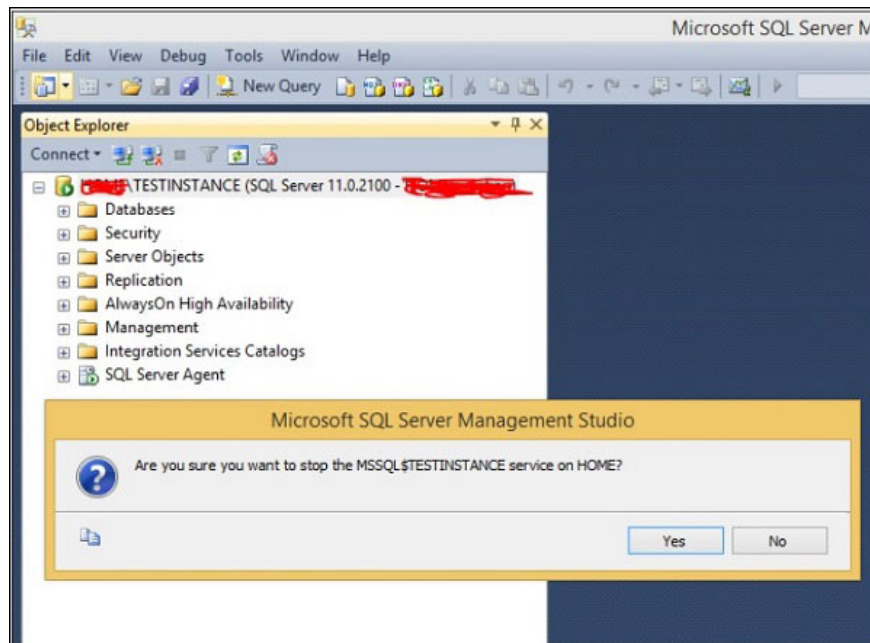 Microsoft SQL Server M
File Edit View Debug Tools Window Help
New Query
Object Explorer
Connect
\TESTINSTANCE (SQL Server 11.0.2100 -
Databases
Security
Server Objects
Replication
AlwaysOn High Availability
Management
Integration Services Catalogs
SQL Server Agent
Microsoft SQL Server Management Studio
Are you sure you want to stop the MSSQL$TESTINSTANCE service on HOME?
Yes No